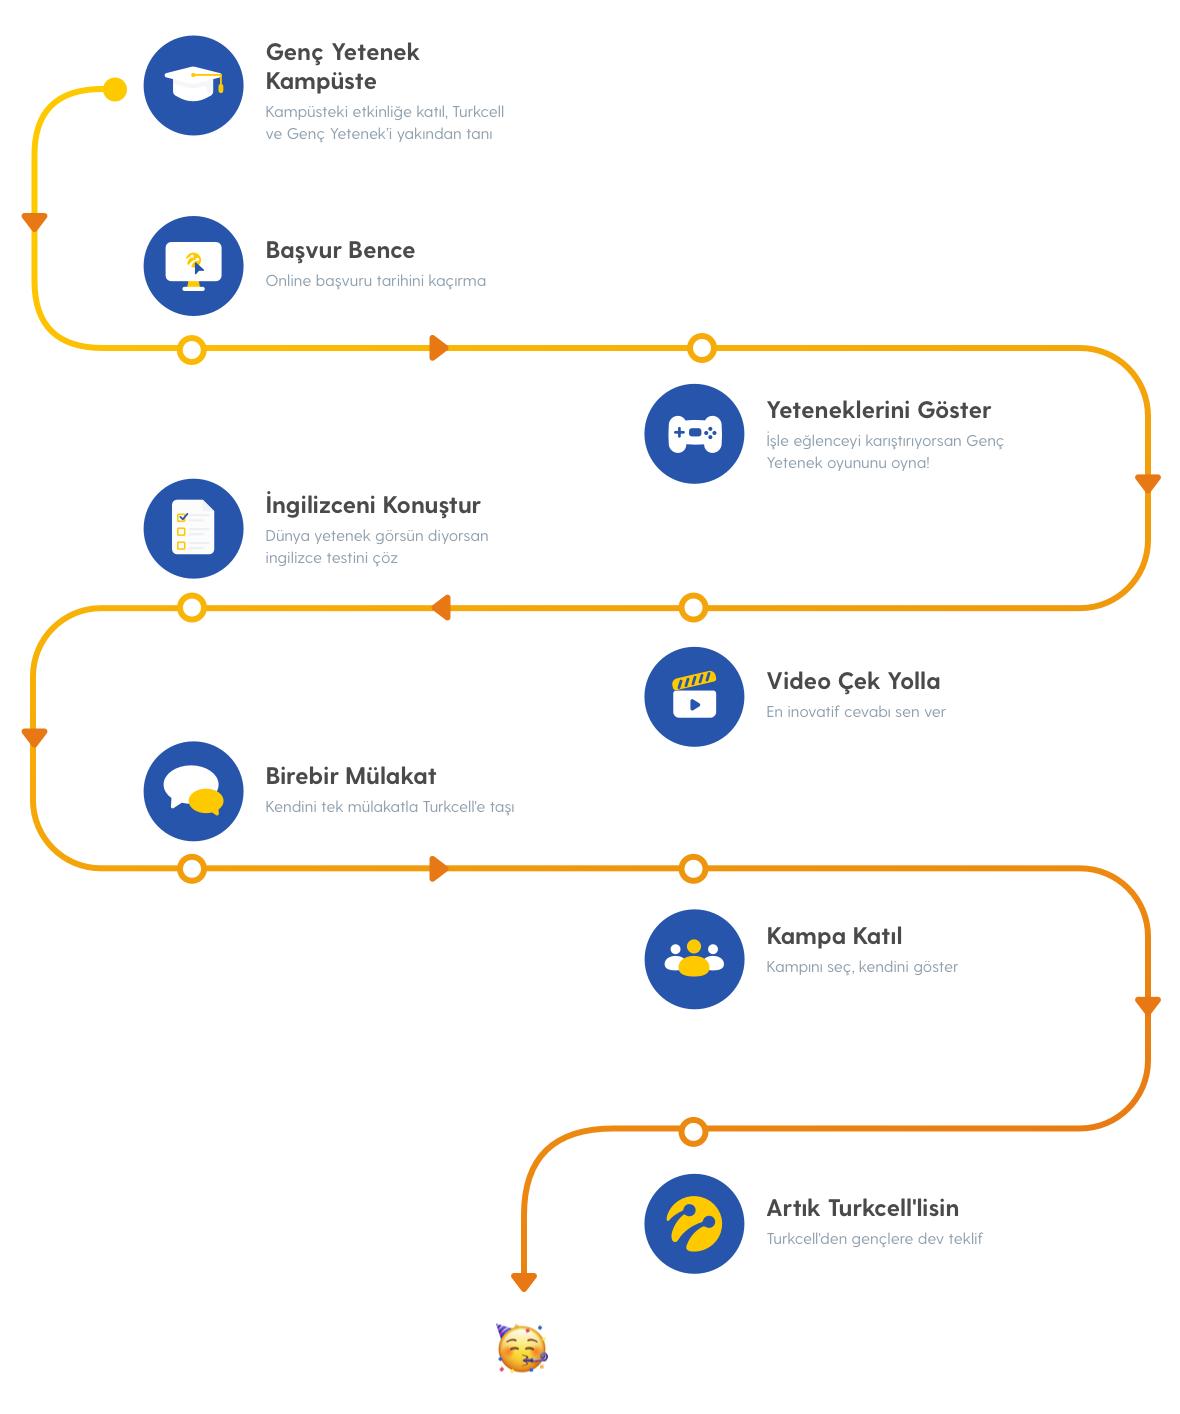 Genç Yetenek
Kampüste
Kampüsteki etkinliğe katıl, Turkcell
ve Genç Yetenek'i yakından tanı
Başvur Bence
Online başvuru tarihini kaçırma
Yeteneklerini Göster
İşle eğlenceyi karıştırıyorsan Genç
Yetenek oyununu oyna!
İngilizceni Konuştur
Dünya yetenek görsün diyorsan
ingilizce testini çöz
Video Çek Yolla
En inovatif cevabı sen ver
Birebir Mülakat
Kendini tek mülakatla Turkcell'e taşı
Kampa Katıl
Kampını seç, kendini göster
Artık Turkcell'lisin
Turkcell'den gençlere dev teklif